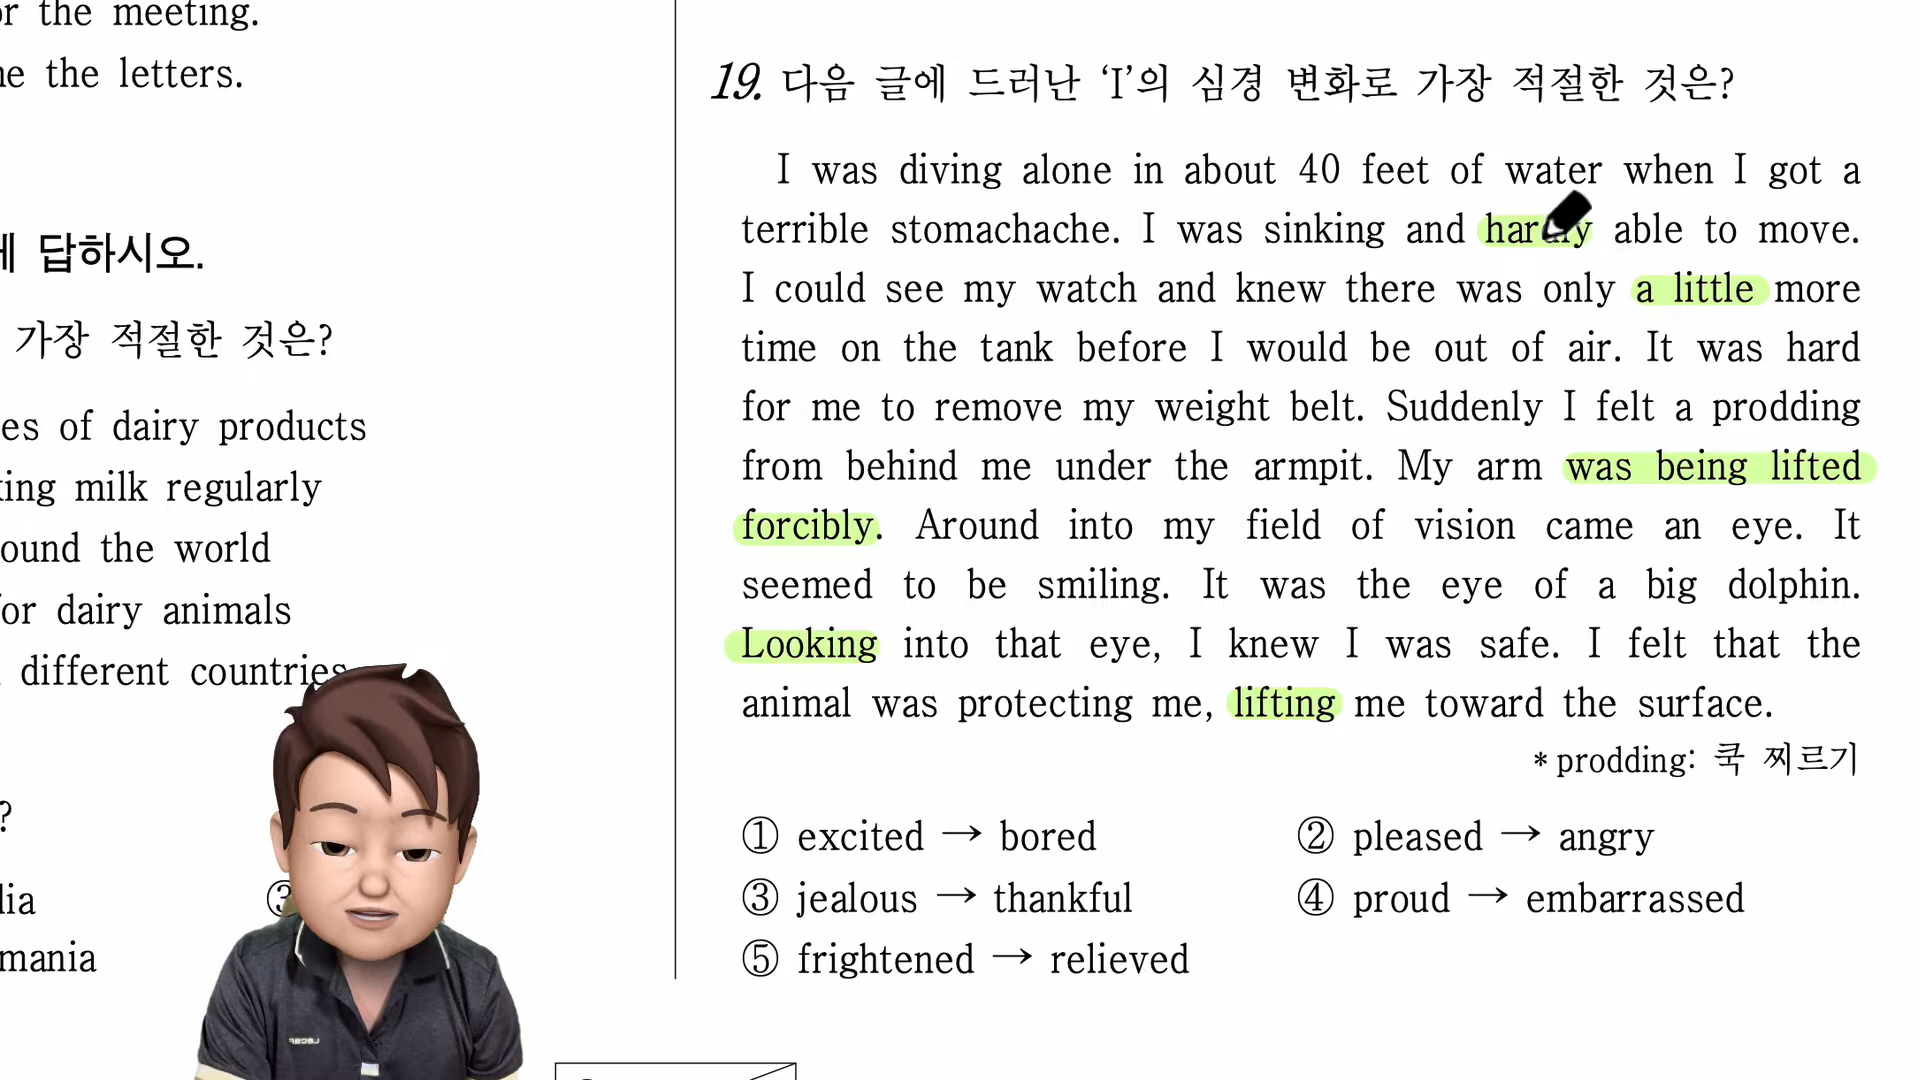 or the meeting.
ne the letters.
에 답하시오.
가장 적절한 것은?
es of dairy products
king milk regularly
ound the world
for dairy animals
different countries
?
dia
③
mania
19. 다음 글에 드러난 ‘I’의 심경 변화로 가장 적절한 것은?
I was diving alone in about 40 feet of water when I got a
terrible stomachache. I was sinking and hardly able to move.
I could see my watch and knew there was only a little more
time on the tank before I would be out of air. It was hard
for me to remove my weight belt. Suddenly I felt a prodding
from behind me under the armpit. My arm was being lifted
forcibly. Around into my field of vision came an eye. It
seemed to be smiling. It was the eye of a big dolphin.
Looking into that eye, I knew I was safe. I felt that the
animal was protecting me, lifting me toward the surface.
* prodding: 쿡 찌르기
① excited → bored ② pleased → angry
③ jealous → thankful ④ proud → embarrassed
⑤ frightened → relieved